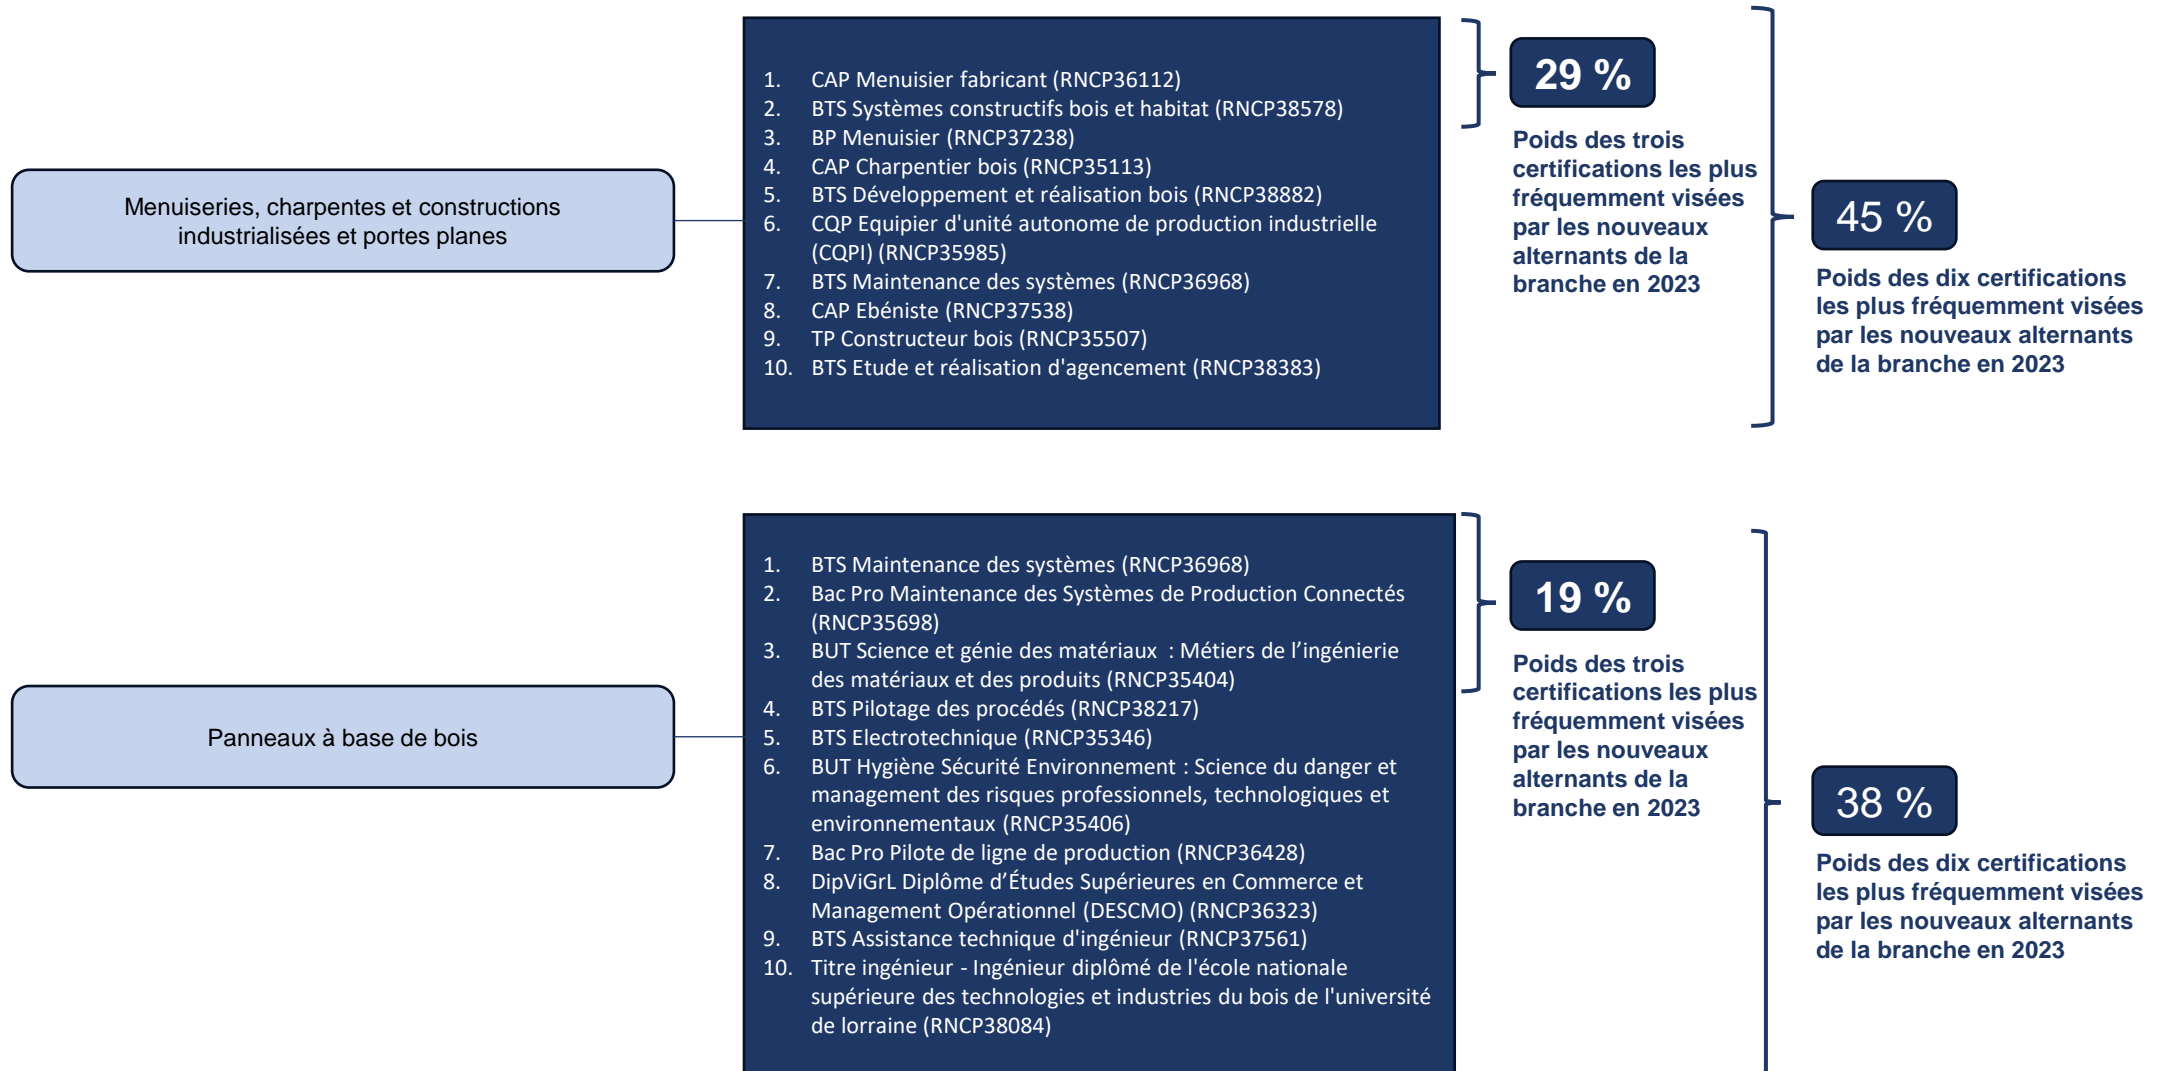 Menuiseries, charpentes et constructions
industrialisées et portes planes
1. CAP Menuisier fabricant (RNCP36112)
2. BTS Systèmes constructifs bois et habitat (RNCP38578)
3. BP Menuisier (RNCP37238)
4. CAP Charpentier bois (RNCP35113)
5. BTS Développement et réalisation bois (RNCP38882)
6. CQP Equipier d'unité autonome de production industrielle
(CQPI) (RNCP35985)
7. BTS Maintenance des systèmes (RNCP36968)
8. CAP Ebéniste (RNCP37538)
9. TP Constructeur bois (RNCP35507)
10. BTS Etude et réalisation d'agencement (RNCP38383)
29 %
Poids des trois
certifications les plus
fréquemment visées
par les nouveaux
alternants de la
branche en 2023
45 %
Poids des dix certifications
les plus fréquemment visées
par les nouveaux alternants
de la branche en 2023
Panneaux à base de bois
1. BTS Maintenance des systèmes (RNCP36968)
2. Bac Pro Maintenance des Systèmes de Production Connectés
(RNCP35698)
3. BUT Science et génie des matériaux  : Métiers de l’ingénierie
des matériaux et des produits (RNCP35404)
4. BTS Pilotage des procédés (RNCP38217)
5. BTS Electrotechnique (RNCP35346)
6. BUT Hygiène Sécurité Environnement : Science du danger et
management des risques professionnels, technologiques et
environnementaux (RNCP35406)
7. Bac Pro Pilote de ligne de production (RNCP36428)
8. DipViGrL Diplôme d’Études Supérieures en Commerce et
Management Opérationnel (DESCMO) (RNCP36323)
9. BTS Assistance technique d'ingénieur (RNCP37561)
10. Titre ingénieur - Ingénieur diplômé de l'école nationale
supérieure des technologies et industries du bois de l'université
de lorraine (RNCP38084)
19 %
Poids des trois
certifications les plus
fréquemment visées
par les nouveaux
alternants de la
branche en 2023
38 %
Poids des dix certifications
les plus fréquemment visées
par les nouveaux alternants
de la branche en 2023